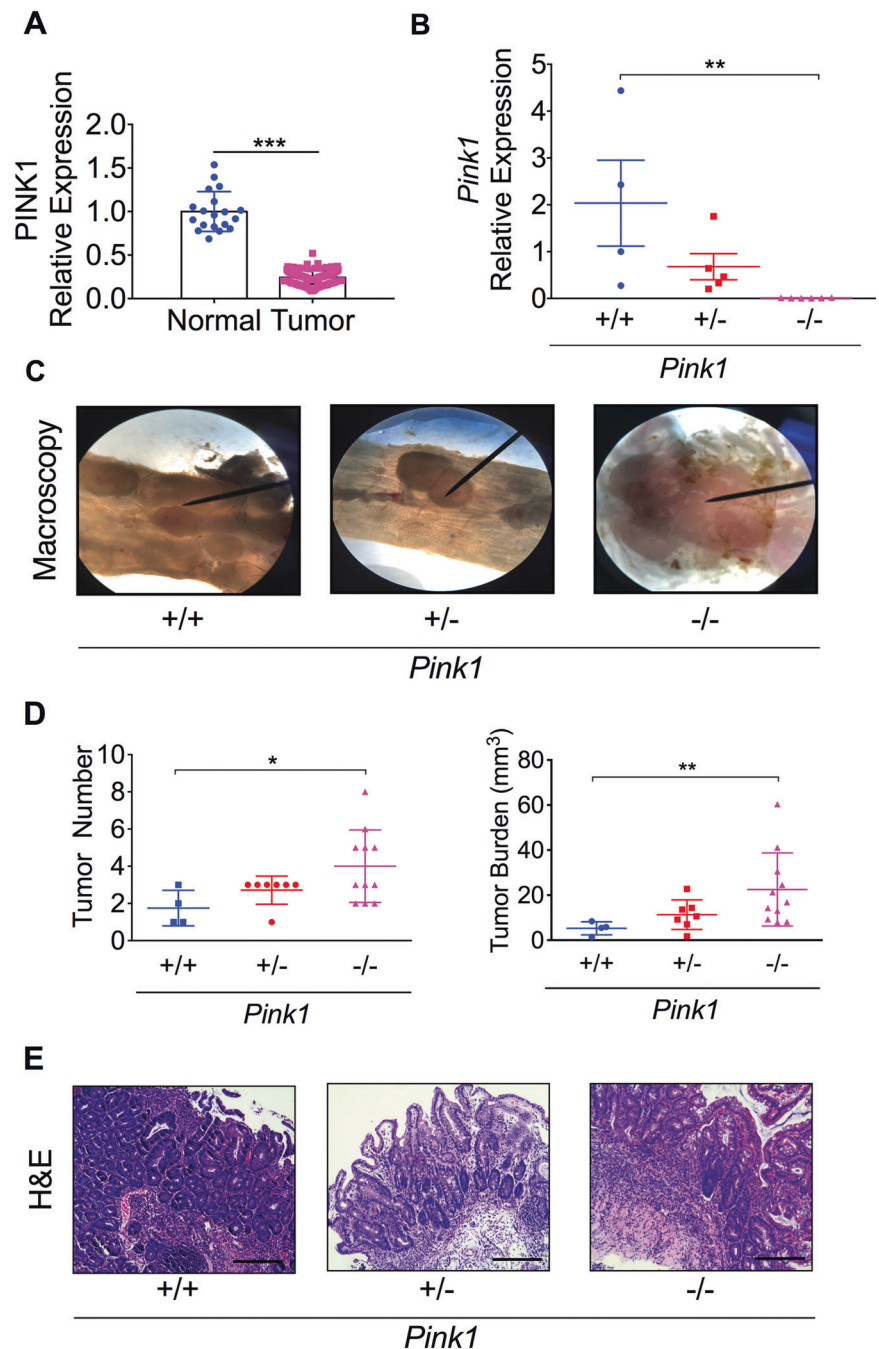 A
PINK1
Relative Expression
2.0
1.5
1.0
0.5
0.0
***
Normal Tumor
B
Pink1
Relative Expression
5
4
3
2
1
0
**
+/+ +/- -/-
Pink1
C
Macroscopy
+/+ +/- -/-
Pink1
D
Tumor Number
10
8
6
4
2
0
*
+/+ +/- -/-
Pink1
Tumor Burden (mm³)
80
60
40
20
0
**
+/+ +/- -/-
Pink1
E
H&E
+/+ +/- -/-
Pink1